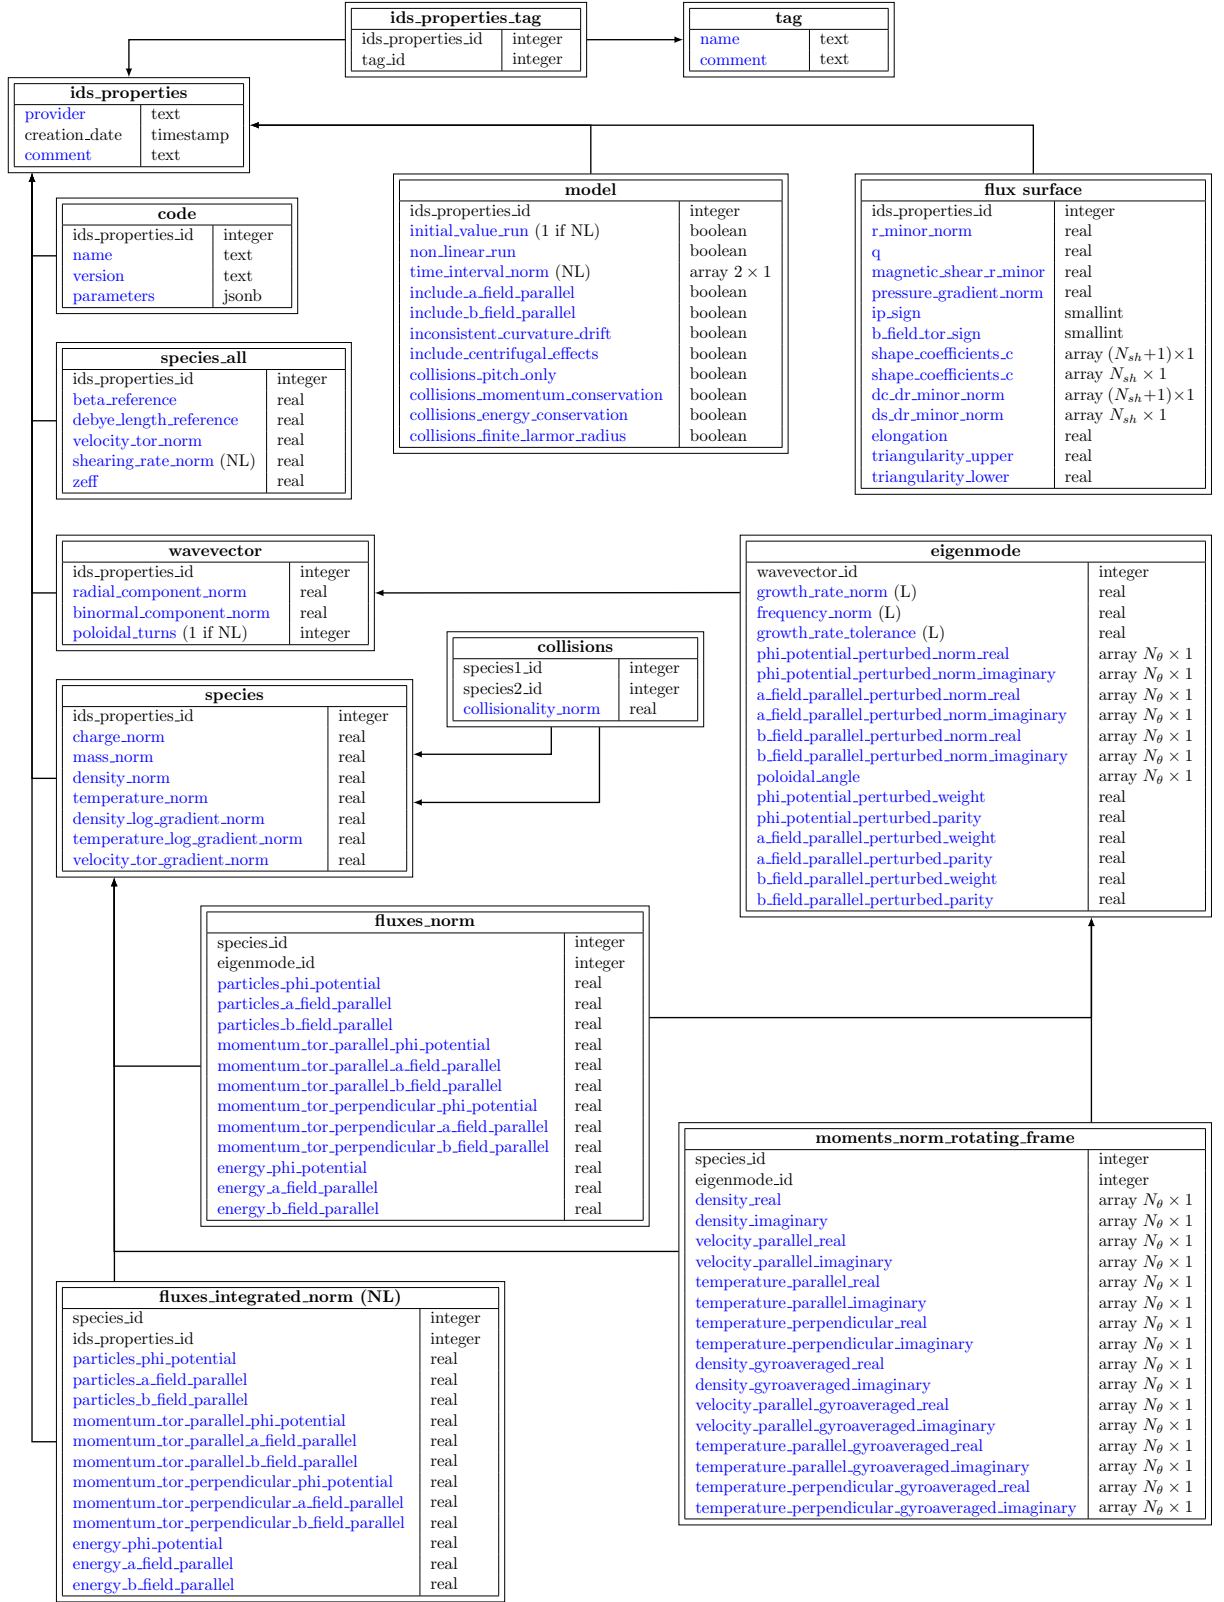 ids_properties_tag
ids_properties_id integer
tag_id integer
tag
name text
comment text
ids_properties
provider text
creation_date timestamp
comment text
code
ids_properties_id integer
name text
version text
parameters jsonb
model
ids_properties_id integer
initial_value_run (1 if NL) boolean
non_linear_run boolean
time_interval_norm (NL) array 2 × 1
include_a_field_parallel boolean
include_b_field_parallel boolean
inconsistent_curvature_drift boolean
include_centrifugal_effects boolean
collisions_pitch_only boolean
collisions_momentum_conservation boolean
collisions_energy_conservation boolean
collisions_finite_larmor_radius boolean
flux surface
ids_properties_id integer
r_minor_norm real
q real
magnetic_shear_r_minor real
pressure_gradient_norm real
ip_sign smallint
b_field_tor_sign smallint
shape_coefficients_c array (N_sh+1)×1
shape_coefficients_c array N_sh × 1
dc_dr_minor_norm array (N_sh+1)×1
ds_dr_minor_norm array N_sh × 1
elongation real
triangularity_upper real
triangularity_lower real
species_all
ids_properties_id integer
beta_reference real
debye_length_reference real
velocity_tor_norm real
shearing_rate_norm (NL) real
zeff real
wavevector
ids_properties_id integer
radial_component_norm real
binormal_component_norm real
poloidal_turns (1 if NL) integer
eigenmode
wavevector_id integer
growth_rate_norm (L) real
frequency_norm (L) real
growth_rate_tolerance (L) real
phi_potential_perturbed_norm_real array N_θ × 1
phi_potential_perturbed_norm_imaginary array N_θ × 1
a_field_parallel_perturbed_norm_real array N_θ × 1
a_field_parallel_perturbed_norm_imaginary array N_θ × 1
b_field_parallel_perturbed_norm_real array N_θ × 1
b_field_parallel_perturbed_norm_imaginary array N_θ × 1
poloidal_angle array N_θ × 1
phi_potential_perturbed_weight real
phi_potential_perturbed_parity real
a_field_parallel_perturbed_weight real
a_field_parallel_perturbed_parity real
b_field_parallel_perturbed_weight real
b_field_parallel_perturbed_parity real
collisions
species1_id integer
species2_id integer
collisionality_norm real
species
ids_properties_id integer
charge_norm real
mass_norm real
density_norm real
temperature_norm real
density_log_gradient_norm real
temperature_log_gradient_norm real
velocity_tor_gradient_norm real
fluxes_norm
species_id integer
eigenmode_id integer
particles_phi_potential real
particles_a_field_parallel real
particles_b_field_parallel real
momentum_tor_parallel_phi_potential real
momentum_tor_parallel_a_field_parallel real
momentum_tor_parallel_b_field_parallel real
momentum_tor_perpendicular_phi_potential real
momentum_tor_perpendicular_a_field_parallel real
momentum_tor_perpendicular_b_field_parallel real
energy_phi_potential real
energy_a_field_parallel real
energy_b_field_parallel real
moments_norm_rotating_frame
species_id integer
eigenmode_id integer
density_real array N_θ × 1
density_imaginary array N_θ × 1
velocity_parallel_real array N_θ × 1
velocity_parallel_imaginary array N_θ × 1
temperature_parallel_real array N_θ × 1
temperature_parallel_imaginary array N_θ × 1
temperature_perpendicular_real array N_θ × 1
temperature_perpendicular_imaginary array N_θ × 1
density_gyroaveraged_real array N_θ × 1
density_gyroaveraged_imaginary array N_θ × 1
velocity_parallel_gyroaveraged_real array N_θ × 1
velocity_parallel_gyroaveraged_imaginary array N_θ × 1
temperature_parallel_gyroaveraged_real array N_θ × 1
temperature_parallel_gyroaveraged_imaginary array N_θ × 1
temperature_perpendicular_gyroaveraged_real array N_θ × 1
temperature_perpendicular_gyroaveraged_imaginary array N_θ × 1
fluxes_integrated_norm (NL)
species_id integer
ids_properties_id integer
particles_phi_potential real
particles_a_field_parallel real
particles_b_field_parallel real
momentum_tor_parallel_phi_potential real
momentum_tor_parallel_a_field_parallel real
momentum_tor_parallel_b_field_parallel real
momentum_tor_perpendicular_phi_potential real
momentum_tor_perpendicular_a_field_parallel real
momentum_tor_perpendicular_b_field_parallel real
energy_phi_potential real
energy_a_field_parallel real
energy_b_field_parallel real